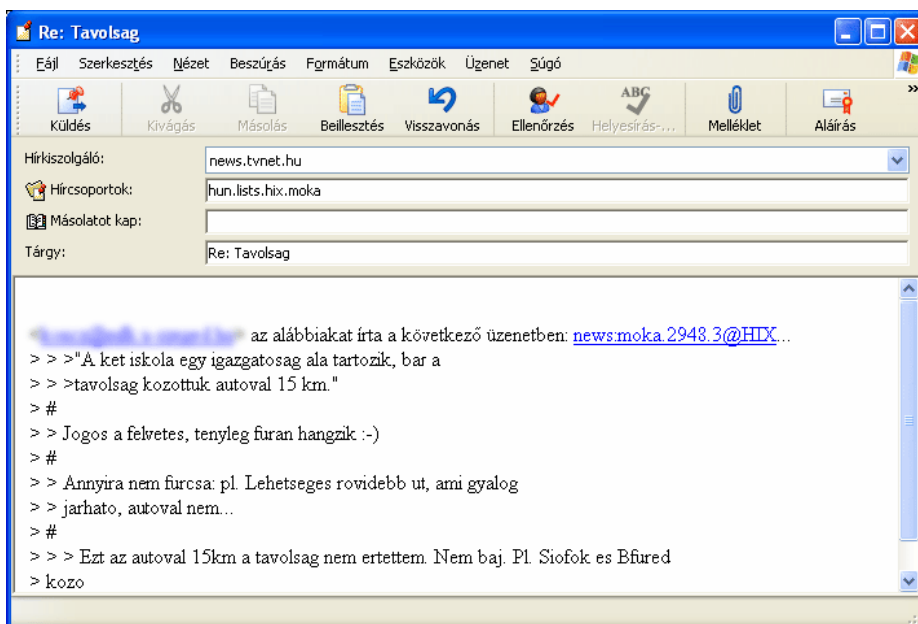 Re: Tavolsag
Fájl Szerkesztés Nézet Beszúrás Formátum Eszközök Üzenet Súgó
ABC
Küldés Kivágás Másolás Beillesztés Visszavonás Ellenőrzés Helyesírás-... Melléklet Aláírás
Hírkiszolgáló: news.tvnet.hu
Hírcsoportok: hun.lists.hix.moka
Másolatot kap:
Tárgy: Re: Tavolsag
az alábbiakat írta a következő üzenetben: news:moka.2948.3@HIX...
> > >"A ket iskola egy igazgatosag ala tartozik, bar a
> > >tavolsag kozottuk autoval 15 km."
> #
> > Jogos a felvetes, tenyleg furan hangzik :-)
> #
> > Annyira nem furcsa: pl. Lehetseges rovidebb ut, ami gyalog
> > jarhato, autoval nem...
> #
> > > Ezt az autoval 15km a tavolsag nem ertettem. Nem baj. Pl. Siofok es Bfured
> kozo